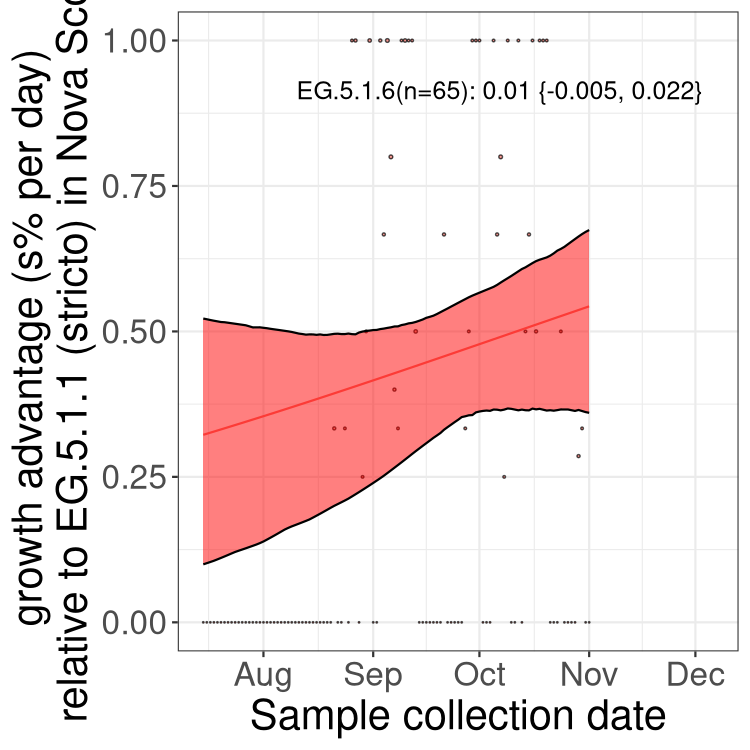 growth advantage (s% per day)
relative to EG.5.1.1 (stricto) in Nova Sco
1.00
0.75
0.50
0.25
0.00
EG.5.1.6(n=65): 0.01 {-0.005, 0.022}
Aug Sep Oct Nov Dec
Sample collection date